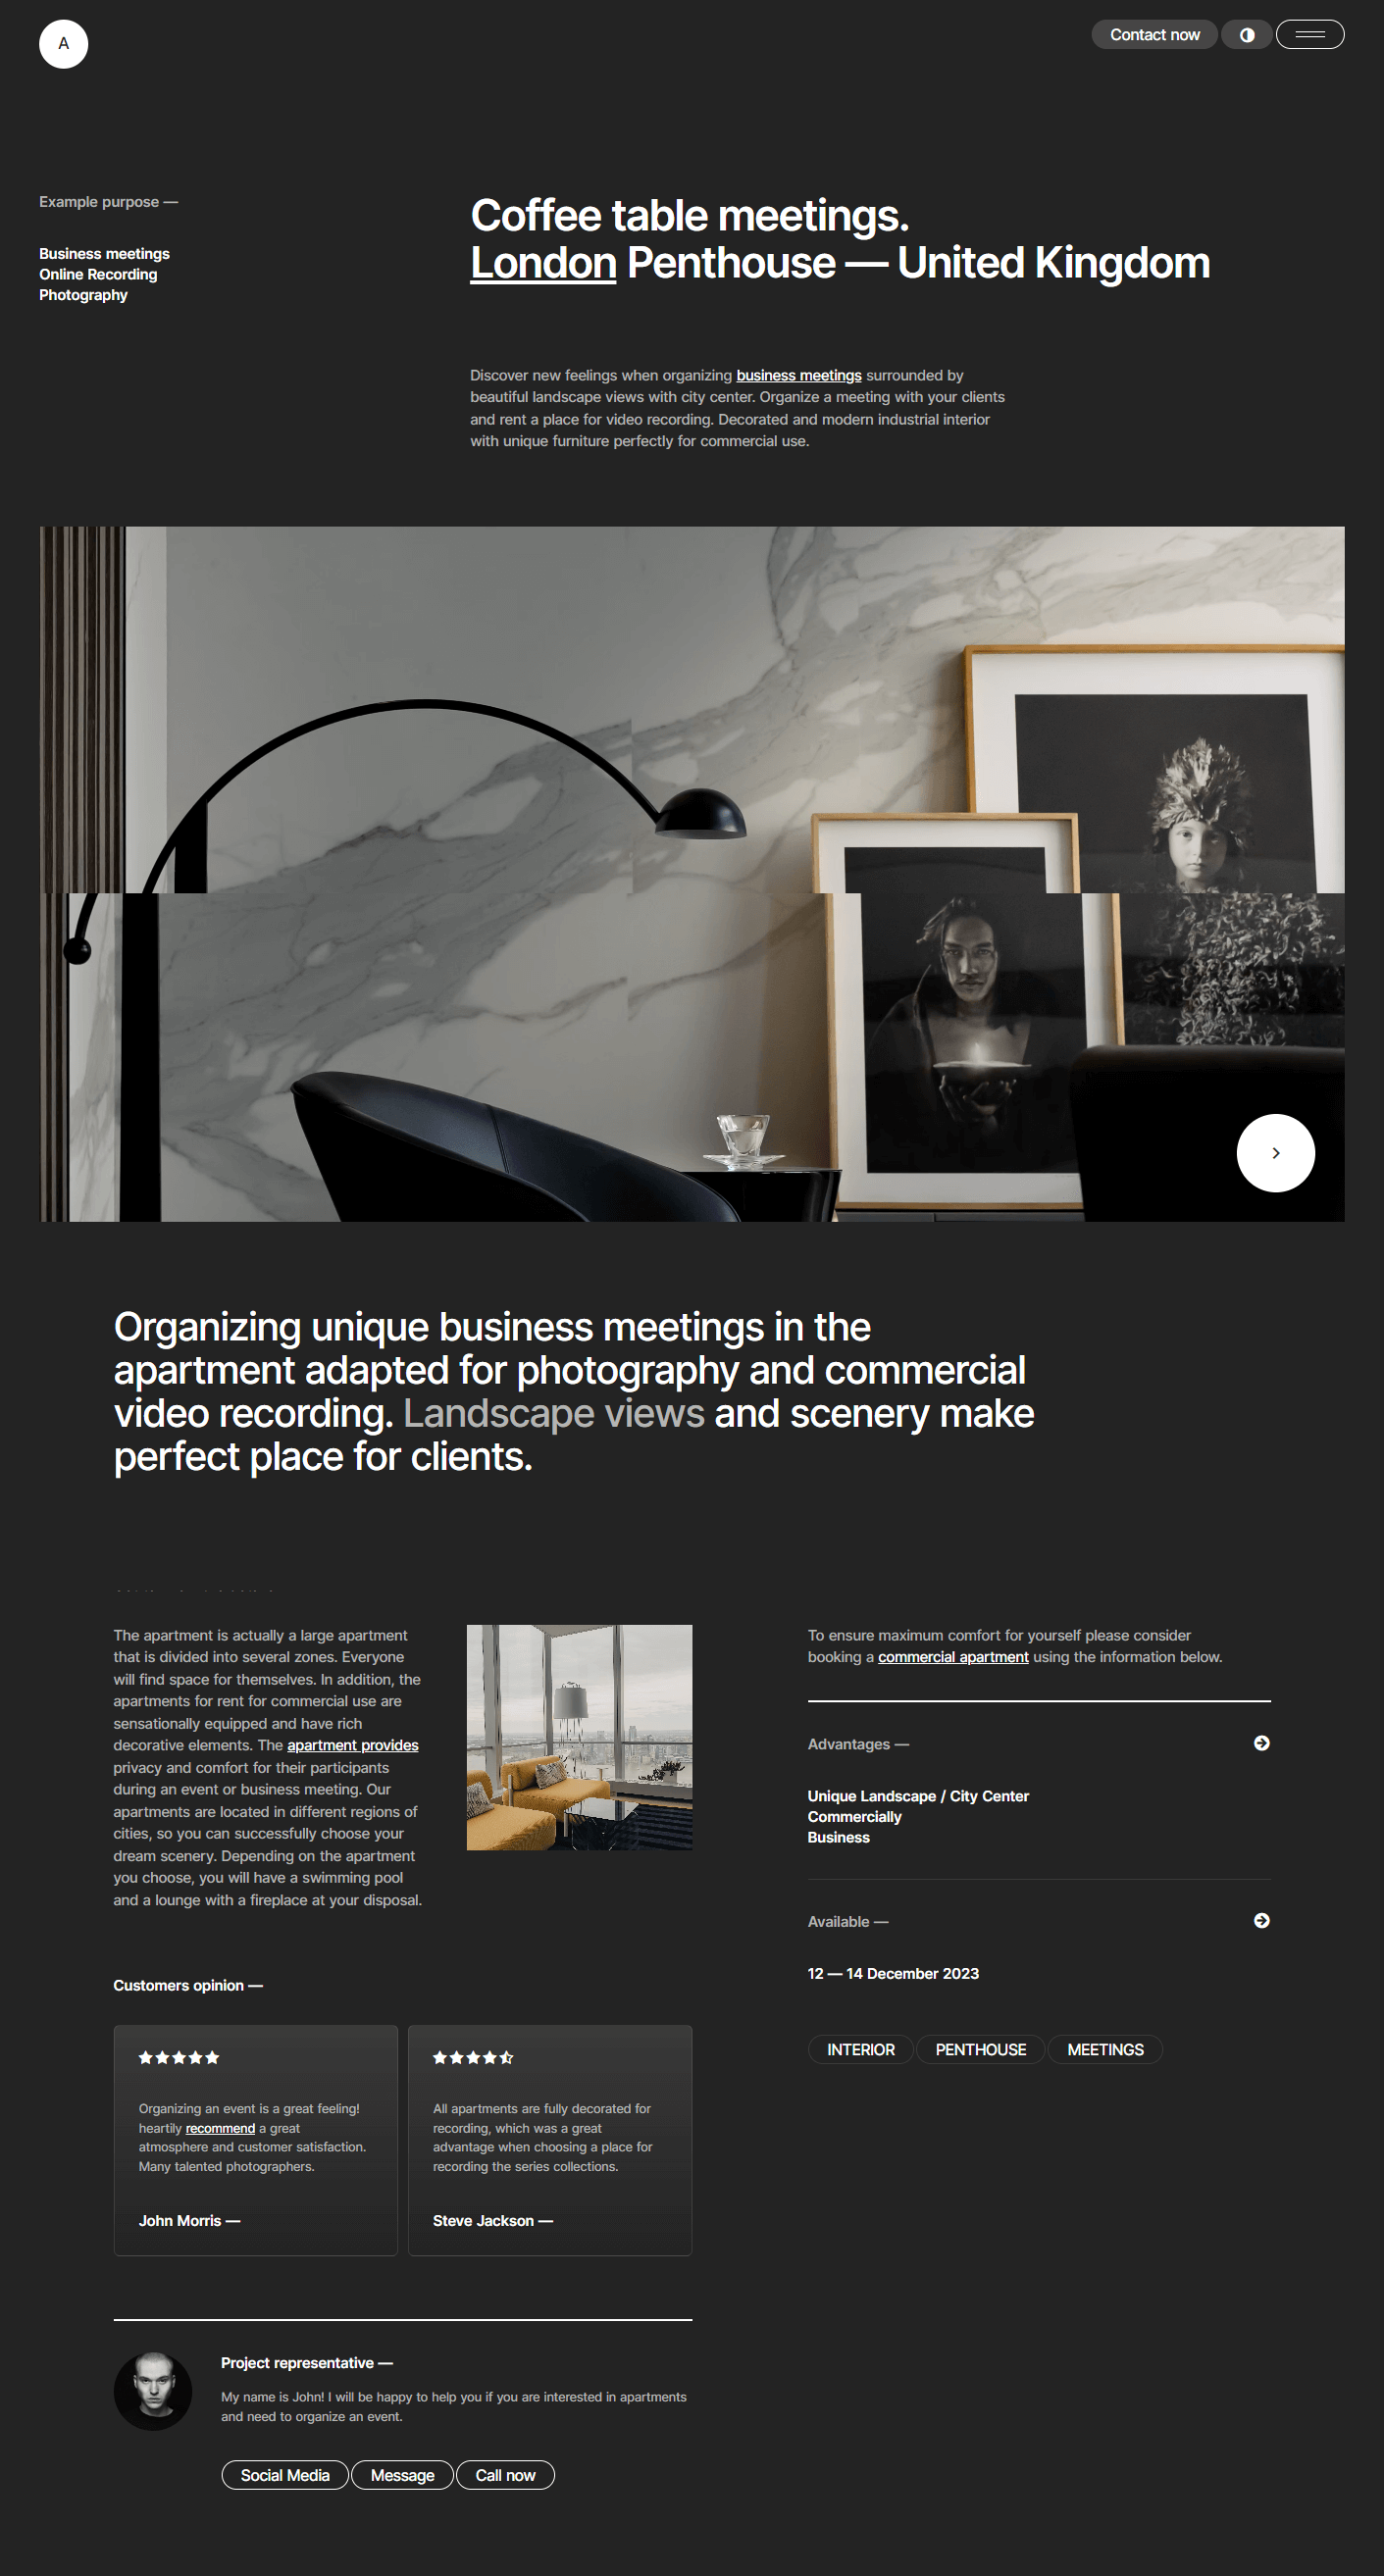 A
Contact now
Example purpose —
Business meetings
Online Recording
Photography
Coffee table meetings.
London Penthouse — United Kingdom
Discover new feelings when organizing business meetings surrounded by
beautiful landscape views with city center. Organize a meeting with your clients
and rent a place for video recording. Decorated and modern industrial interior
with unique furniture perfectly for commercial use.
Organizing unique business meetings in the
apartment adapted for photography and commercial
video recording. Landscape views and scenery make
perfect place for clients.
The apartment is actually a large apartment
that is divided into several zones. Everyone
will find space for themselves. In addition, the
apartments for rent for commercial use are
sensationally equipped and have rich
decorative elements. The apartment provides
privacy and comfort for their participants
during an event or business meeting. Our
apartments are located in different regions of
cities, so you can successfully choose your
dream scenery. Depending on the apartment
you choose, you will have a swimming pool
and a lounge with a fireplace at your disposal.
To ensure maximum comfort for yourself please consider
booking a commercial apartment using the information below.
Advantages —
Unique Landscape / City Center
Commercially
Business
Available —
12 — 14 December 2023
INTERIOR
PENTHOUSE
MEETINGS
Customers opinion —
Organizing an event is a great feeling!
heartily recommend a great
atmosphere and customer satisfaction.
Many talented photographers.
John Morris —
All apartments are fully decorated for
recording, which was a great
advantage when choosing a place for
recording the series collections.
Steve Jackson —
Project representative —
My name is John! I will be happy to help you if you are interested in apartments
and need to organize an event.
Social Media
Message
Call now